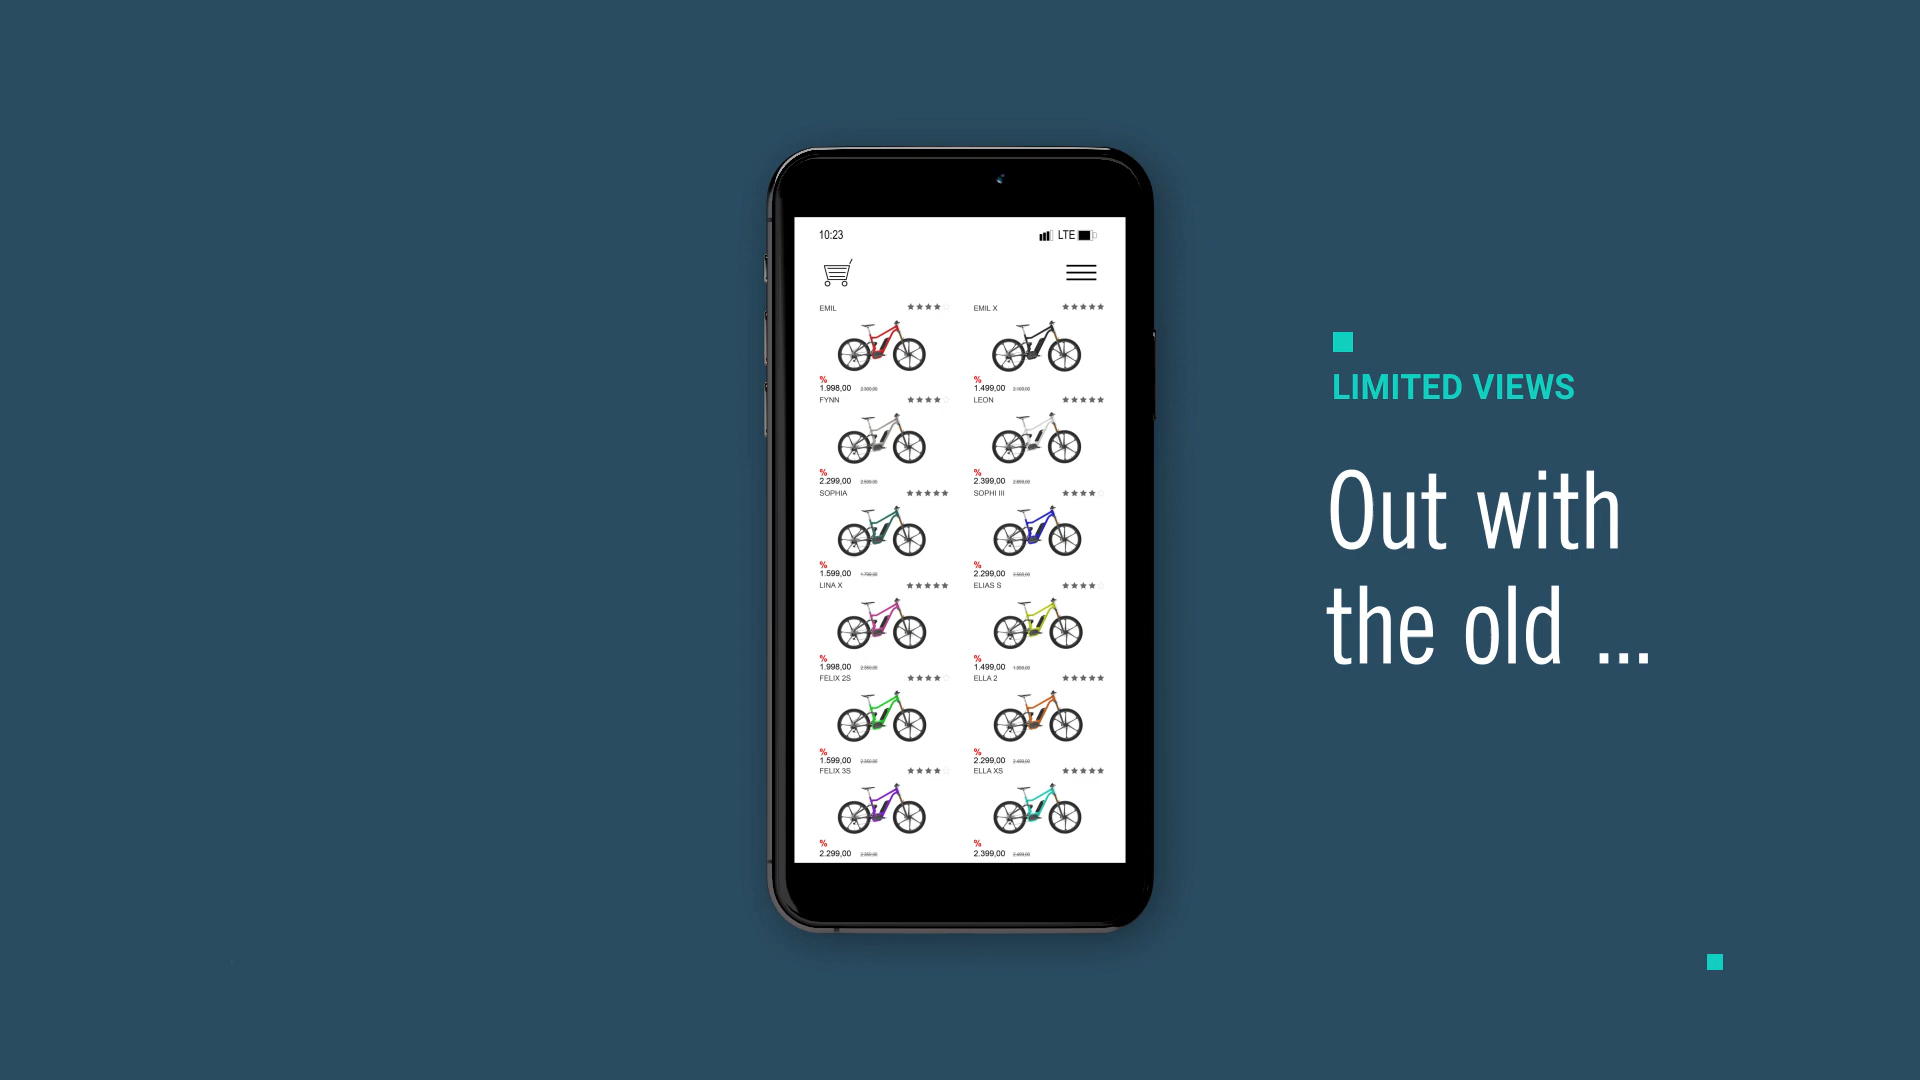 10:23
LTE
EMIL
EMIL X
%
%
1.998,00
1.499,00
FYNN
LEON
%
%
2.299,00
2.399,00
SOPHIA
SOPHI III
%
%
1.599,00
2.299,00
LINA X
ELIAS S
%
%
1.998,00
1.499,00
FELIX 2S
ELLA 2
%
%
1.599,00
2.299,00
FELIX 3S
ELLA XS
%
%
2.299,00
2.399,00
LIMITED VIEWS
Out with
the old ...